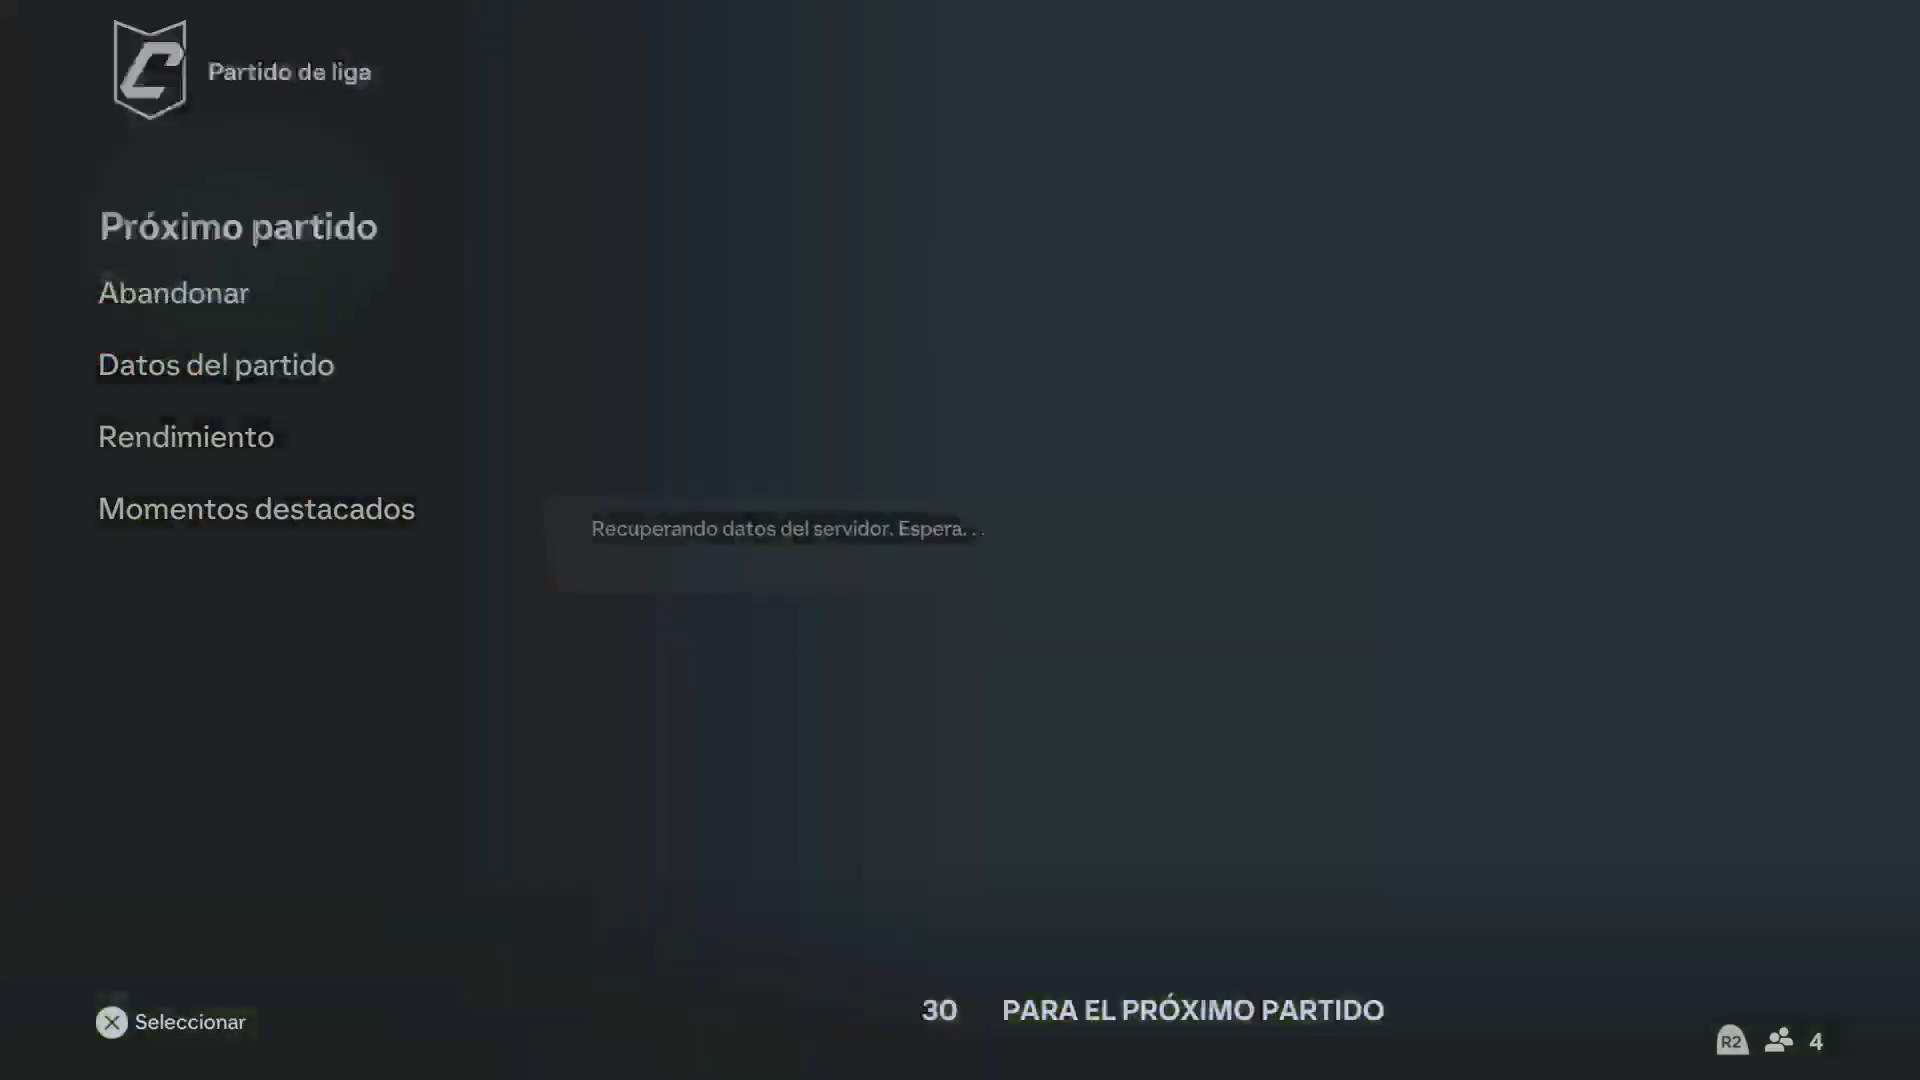 Partido de liga
Próximo partido
Abandonar
Datos del partido
Rendimiento
Momentos destacados
Recuperando datos del servidor. Espera. . .
30 PARA EL PRÓXIMO PARTIDO
Seleccionar
R2 4